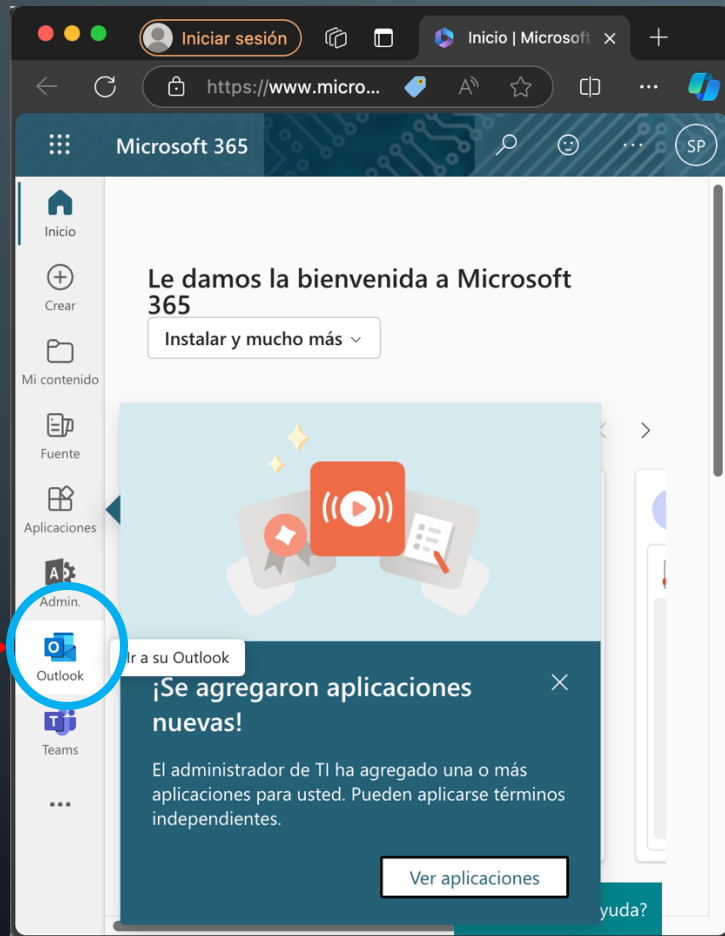 Iniciar sesión
Inicio | Microsoft
https://www.micro...
Microsoft 365
SP
Inicio
Crear
Mi contenido
Fuente
Aplicaciones
Admin.
Outlook
Teams
Le damos la bienvenida a Microsoft
365
Instalar y mucho más
Ir a su Outlook
¡Se agregaron aplicaciones
nuevas!
El administrador de TI ha agregado una o más
aplicaciones para usted. Pueden aplicarse términos
independientes.
Ver aplicaciones
yuda?